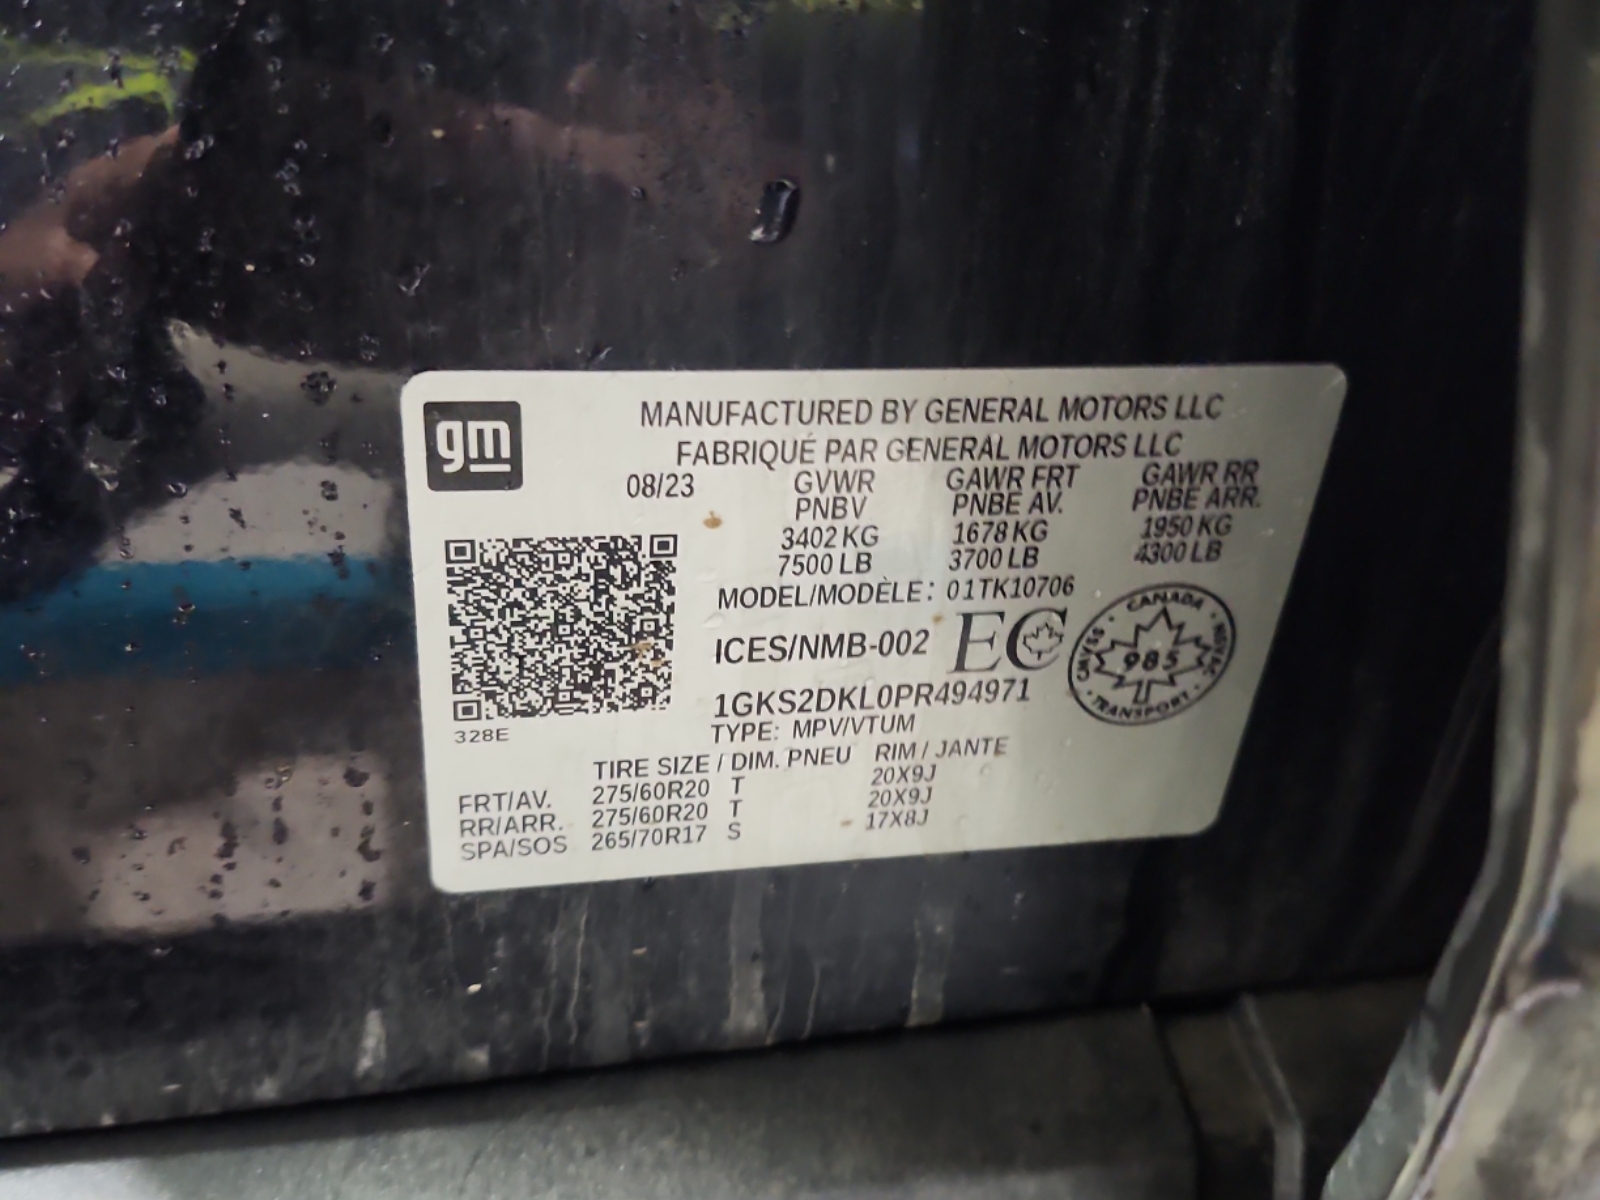 gm
MANUFACTURED BY GENERAL MOTORS LLC
FABRIQUÉ PAR GENERAL MOTORS LLC
08/23 GVWR GAWR FRT GAWR RR
PNBV PNBE AV. PNBE ARR.
3402 KG 1678 KG 1950 KG
7500 LB 3700 LB 4300 LB
MODEL/MODÈLE: 01TK10706
ICES/NMB-002 EC
CANADA
985
TRANSPORT
1GKS2DKL0PR494971
TYPE: MPV/VTUM
328E
TIRE SIZE / DIM. PNEU RIM / JANTE
FRT/AV. 275/60R20 T 20X9J
RR/ARR. 275/60R20 T 20X9J
SPA/SOS 265/70R17 S 17X8J